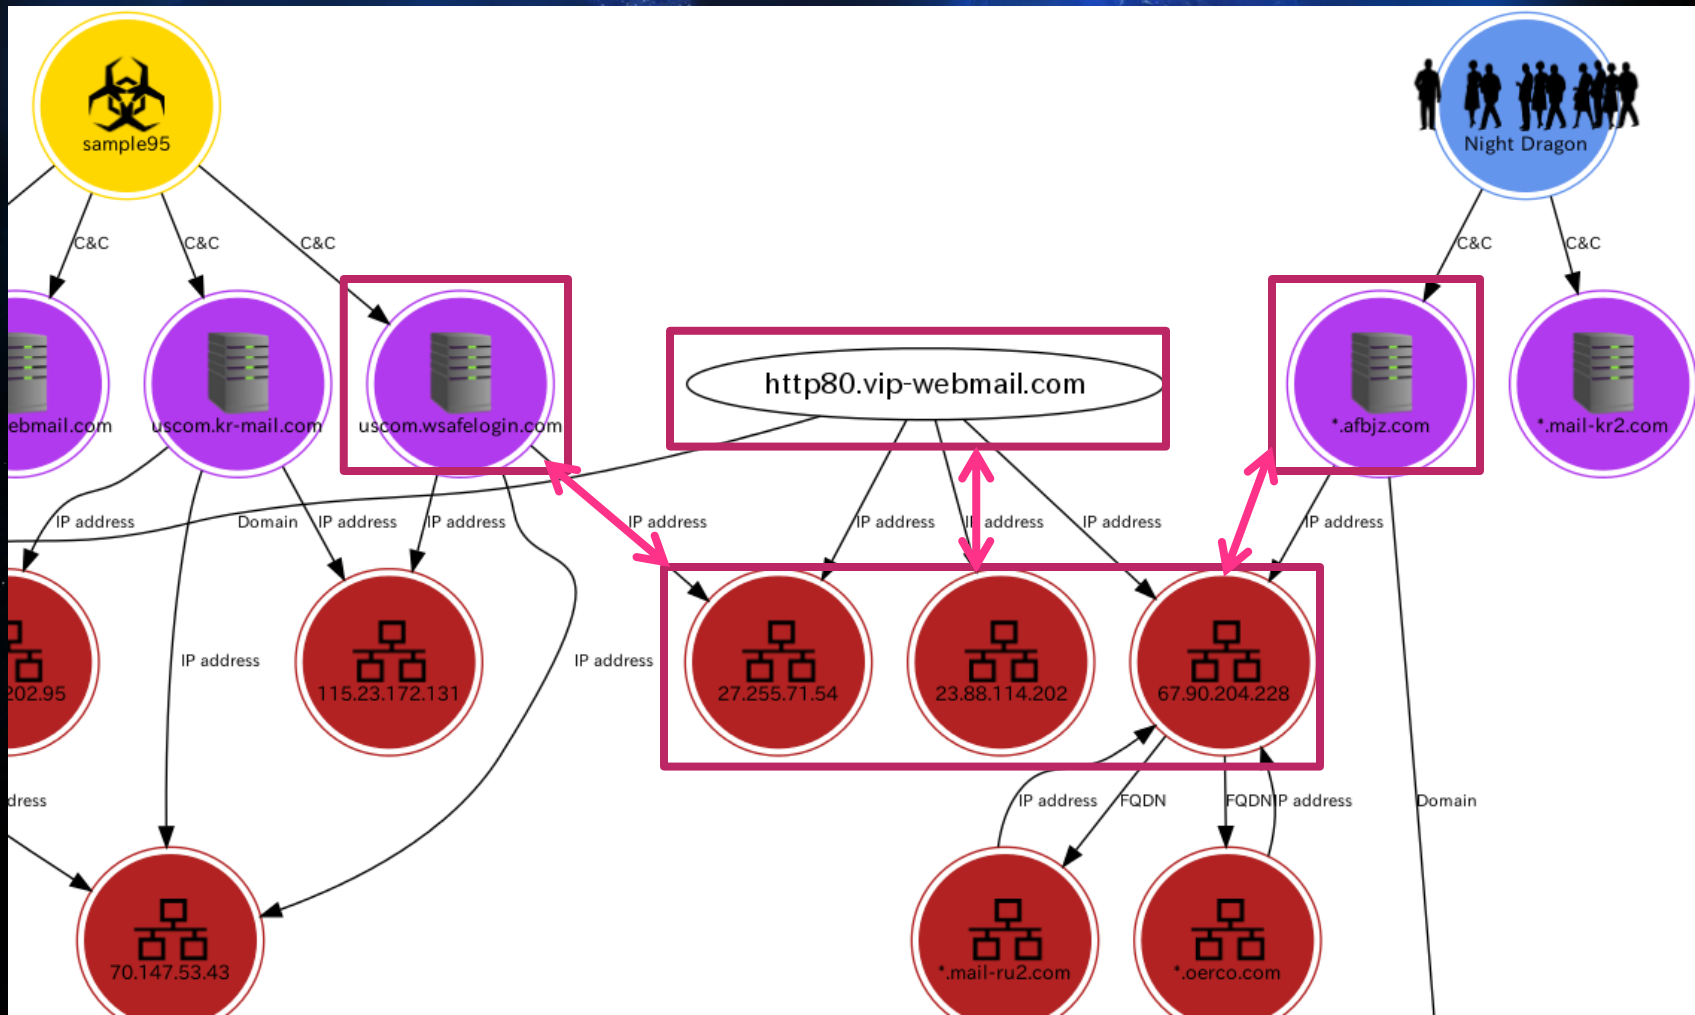 sample95
Night Dragon
C&C
C&C
C&C
C&C
C&C
ebmail.com
uscom.kr-mail.com
uscom.wsafelogin.com
http80.vip-webmail.com
*.afbjz.com
*.mail-kr2.com
IP address
Domain
IP address
IP address
IP address
IP address
IP address
IP address
IP address
202.95
IP address
115.23.172.131
IP address
27.255.71.54
23.88.114.202
67.90.204.228
dress
IP address
FQDN
FQDN
IP address
Domain
70.147.53.43
*.mail-ru2.com
*.oerco.com